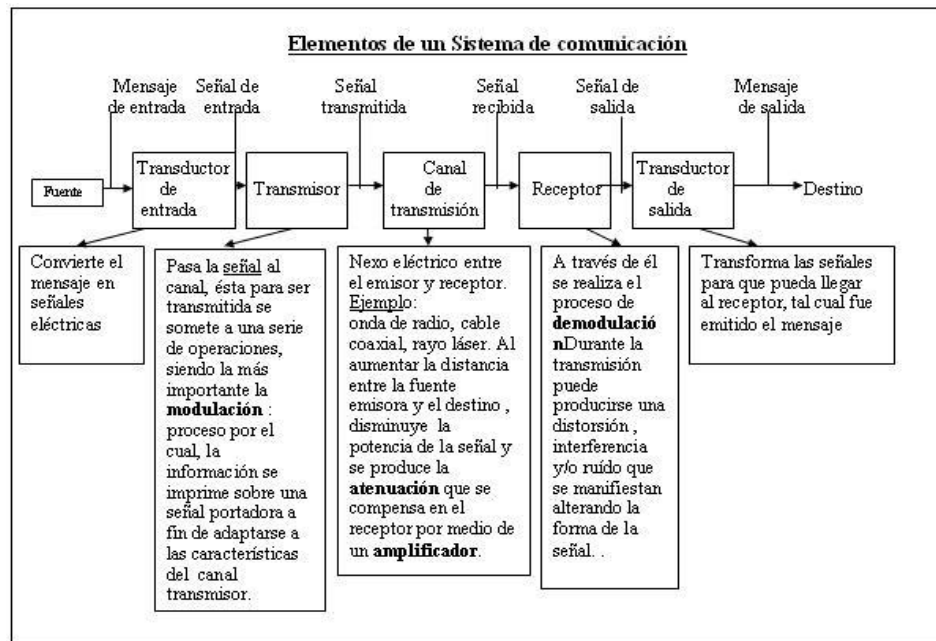 Elementos de un Sistema de comunicación
Mensaje
de entrada
Señal de
entrada
Señal
transmitida
Señal
recibida
Señal de
salida
Mensaje
de salida
Fuente
Transductor
de
entrada
Transmisor
Canal
de
transmisión
Receptor
Transductor
de
salida
Destino
Convierte el
mensaje en
señales
eléctricas
Pasa la señal al
canal, ésta para ser
transmitida se
somete a una serie
de operaciones,
siendo la más
importante la
modulación :
proceso por el
cual, la
información se
imprime sobre una
señal portadora a
fin de adaptarse a
las características
del canal
transmisor.
Nexo eléctrico entre
el emisor y receptor.
Ejemplo:
onda de radio, cable
coaxial, rayo láser. Al
aumentar la distancia
entre la fuente
emisora y el destino ,
disminuye la
potencia de la señal y
se produce la
atenuación que se
compensa en el
receptor por medio de
un amplificador.
A través de él
se realiza el
proceso de
demodulació
nDurante la
transmisión
puede
producirse una
distorsión ,
interferencia
y/o ruído que
se manifiestan
alterando la
forma de la
señal. .
Transforma las señales
para que pueda llegar
al receptor, tal cual fue
emitido el mensaje